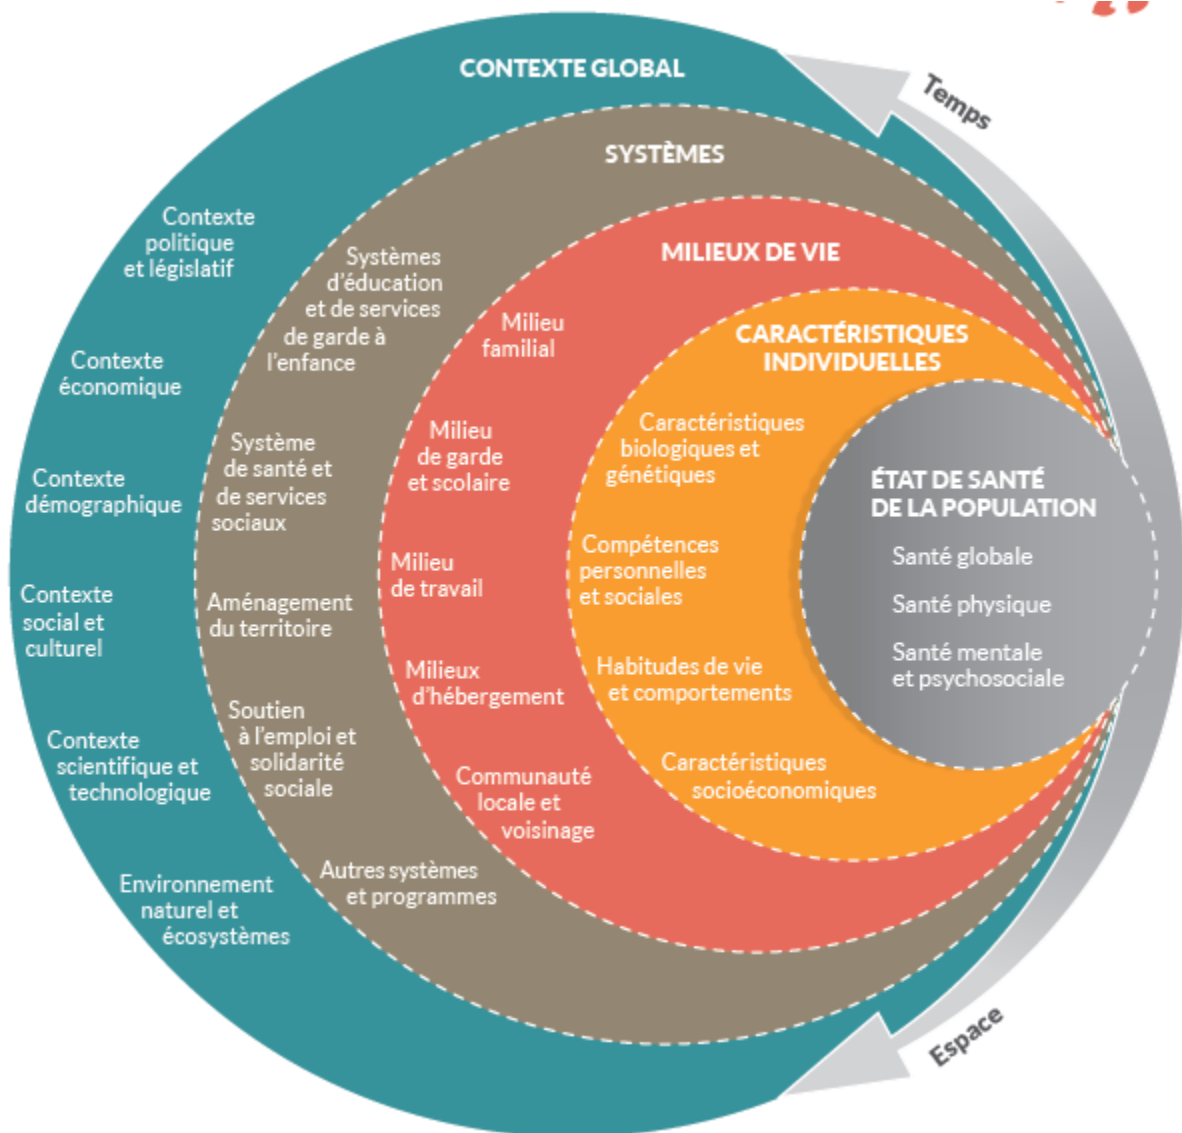 CONTEXTE GLOBAL
Contexte
politique
et législatif
Contexte
économique
Contexte
démographique
Contexte
social et
culturel
Contexte
scientifique et
technologique
Environnement
naturel et
écosystèmes
SYSTÈMES
Systèmes
d'éducation
et de services
de garde à
l'enfance
Système
de santé et
de services
sociaux
Aménagement
du territoire
Soutien
à l'emploi et
solidarité
sociale
Autres systèmes
et programmes
MILIEUX DE VIE
Milieu
familial
Milieu
de garde
et scolaire
Milieu
de travail
Milieux
d'hébergement
Communauté
locale et
voisinage
CARACTÉRISTIQUES
INDIVIDUELLES
Caractéristiques
biologiques et
génétiques
Compétences
personnelles
et sociales
Habitudes de vie
et comportements
Caractéristiques
socioéconomiques
ÉTAT DE SANTÉ
DE LA POPULATION
Santé globale
Santé physique
Santé mentale
et psychosociale
Temps
Espace